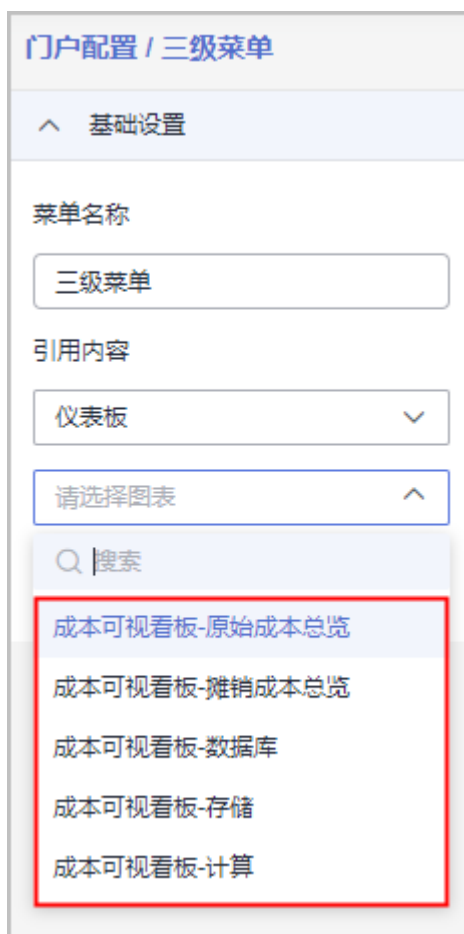 门户配置 / 三级菜单
基础设置
菜单名称
三级菜单
引用内容
仪表板
请选择图表
搜索
成本可视看板-原始成本总览
成本可视看板-摊销成本总览
成本可视看板-数据库
成本可视看板-存储
成本可视看板-计算